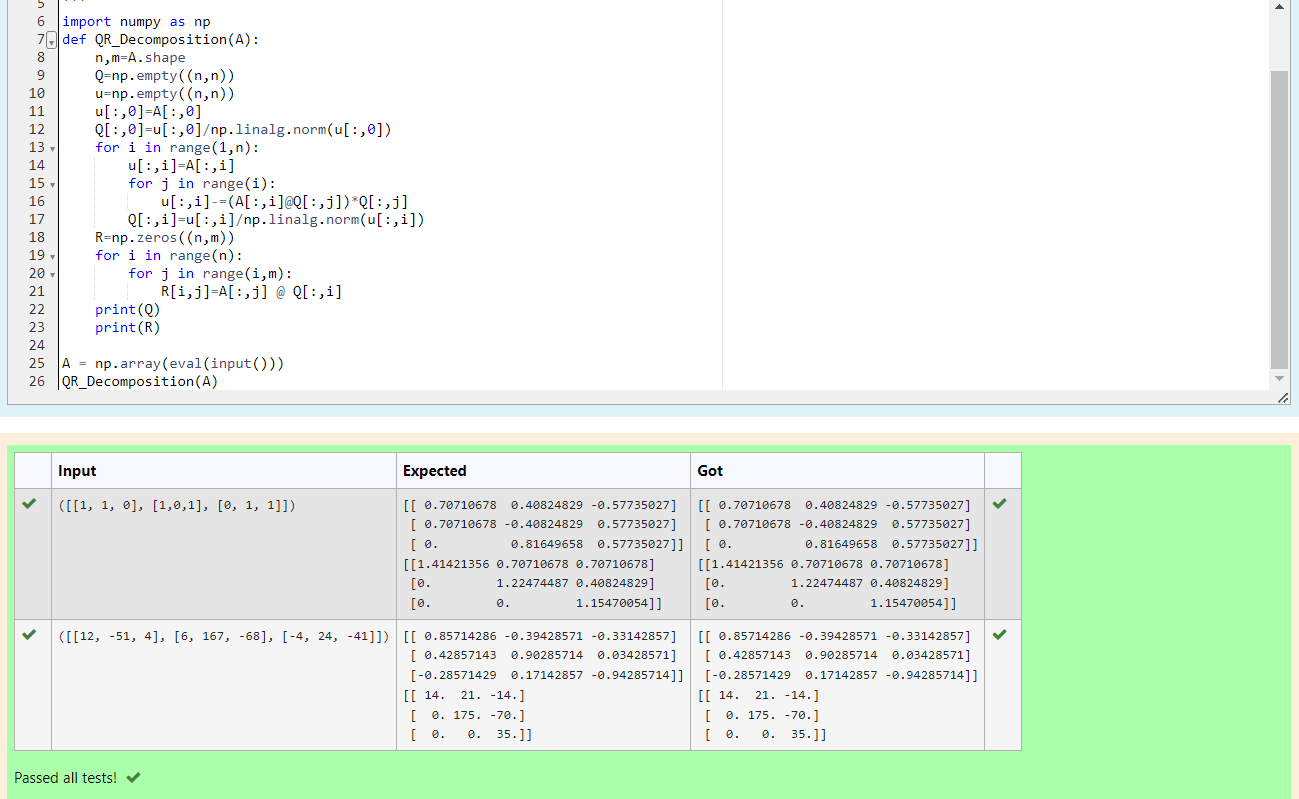 5 '''
6 import numpy as np
7 def QR_Decomposition(A):
8     n,m=A.shape
9     Q=np.empty((n,n))
10     u=np.empty((n,n))
11     u[:,0]=A[:,0]
12     Q[:,0]=u[:,0]/np.linalg.norm(u[:,0])
13     for i in range(1,n):
14         u[:,i]=A[:,i]
15         for j in range(i):
16             u[:,i]-=(A[:,i]@Q[:,j])*Q[:,j]
17         Q[:,i]=u[:,i]/np.linalg.norm(u[:,i])
18     R=np.zeros((n,m))
19     for i in range(n):
20         for j in range(i,m):
21             R[i,j]=A[:,j] @ Q[:,i]
22     print(Q)
23     print(R)
24
25 A = np.array(eval(input()))
26 QR_Decomposition(A)
Input Expected Got
([[1, 1, 0], [1,0,1], [0, 1, 1]]) [[ 0.70710678  0.40824829 -0.57735027] [[ 0.70710678  0.40824829 -0.57735027]
[ 0.70710678 -0.40824829  0.57735027] [ 0.70710678 -0.40824829  0.57735027]
[ 0.          0.81649658  0.57735027]] [ 0.          0.81649658  0.57735027]]
[[1.41421356 0.70710678 0.70710678] [[1.41421356 0.70710678 0.70710678]
[0.         1.22474487 0.40824829] [0.         1.22474487 0.40824829]
[0.         0.         1.15470054]] [0.         0.         1.15470054]]
([[12, -51, 4], [6, 167, -68], [-4, 24, -41]]) [[ 0.85714286 -0.39428571 -0.33142857] [[ 0.85714286 -0.39428571 -0.33142857]
[ 0.42857143  0.90285714  0.03428571] [ 0.42857143  0.90285714  0.03428571]
[-0.28571429  0.17142857 -0.94285714]] [-0.28571429  0.17142857 -0.94285714]]
[[ 14.  21. -14.] [[ 14.  21. -14.]
[  0. 175. -70.] [  0. 175. -70.]
[  0.   0.  35.]] [  0.   0.  35.]]
Passed all tests!